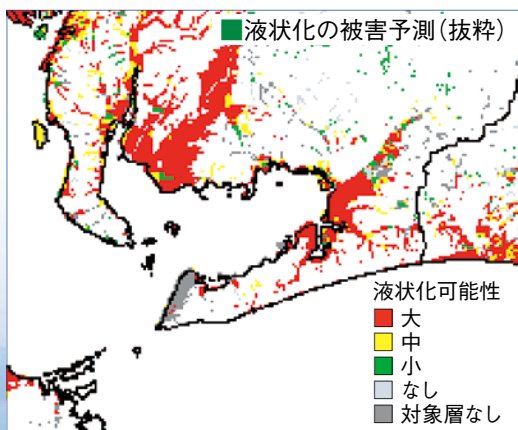 ■液状化の被害予測（抜粋）
液状化可能性
大
中
小
なし
対象層なし